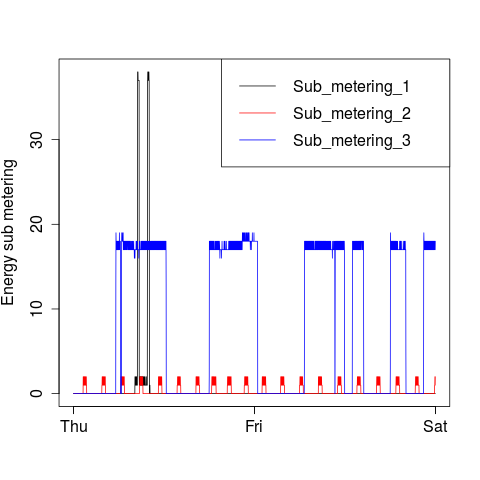 Sub_metering_1
Sub_metering_2
Sub_metering_3
Energy sub metering
30
20
10
0
Thu Fri Sat